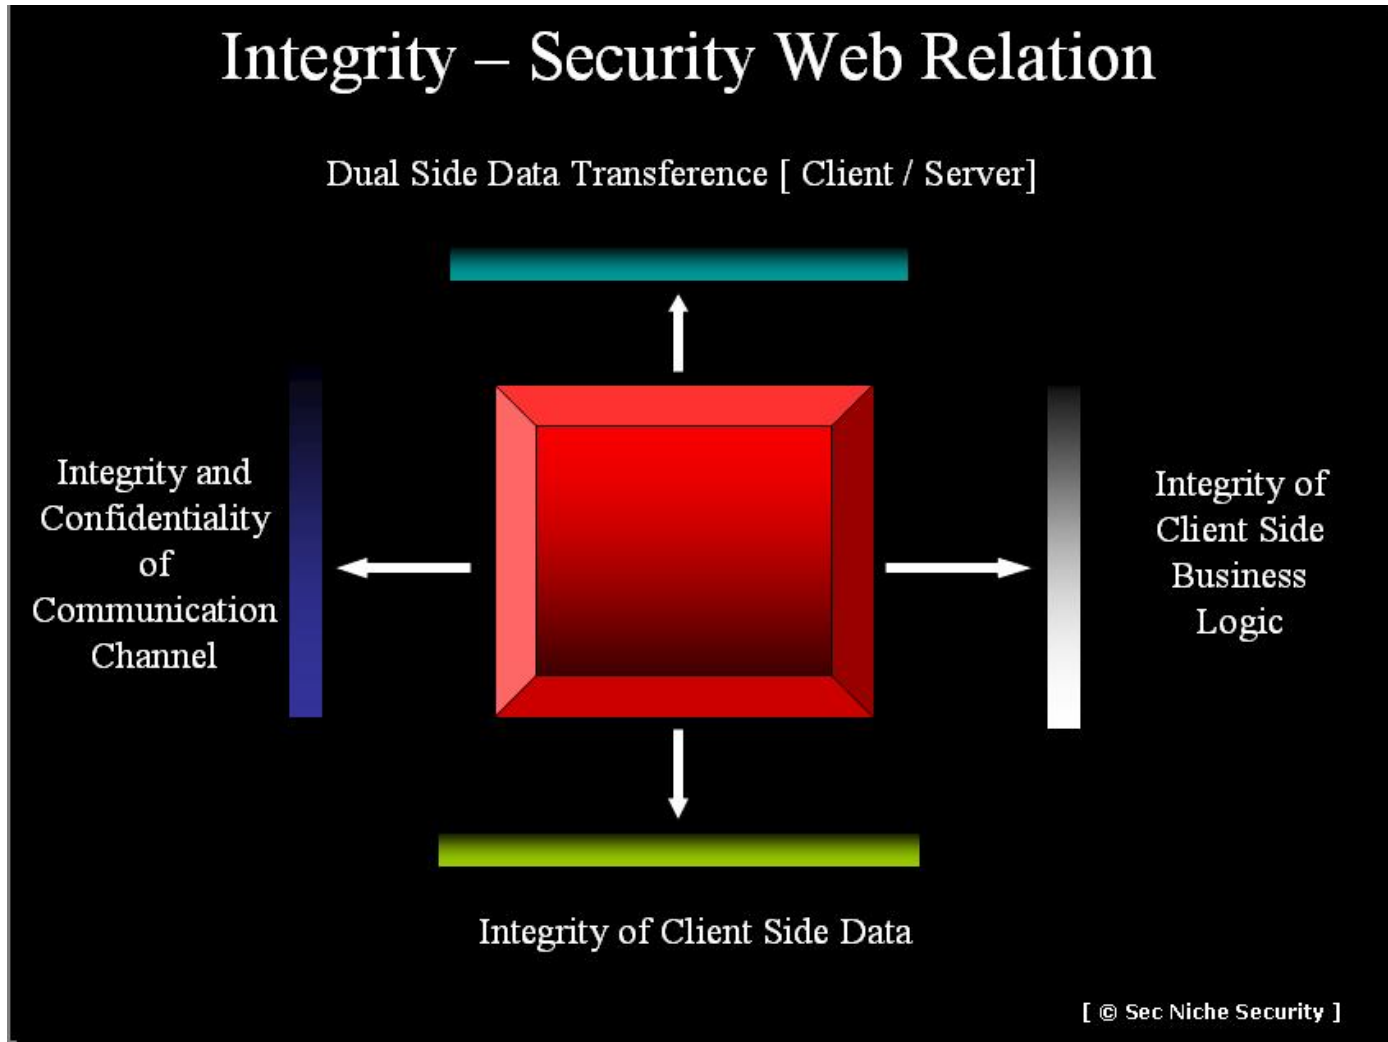 Integrity – Security Web Relation
Dual Side Data Transference [ Client / Server]
Integrity and
Confidentiality
of
Communication
Channel
Integrity of
Client Side
Business
Logic
Integrity of Client Side Data
[ © Sec Niche Security ]